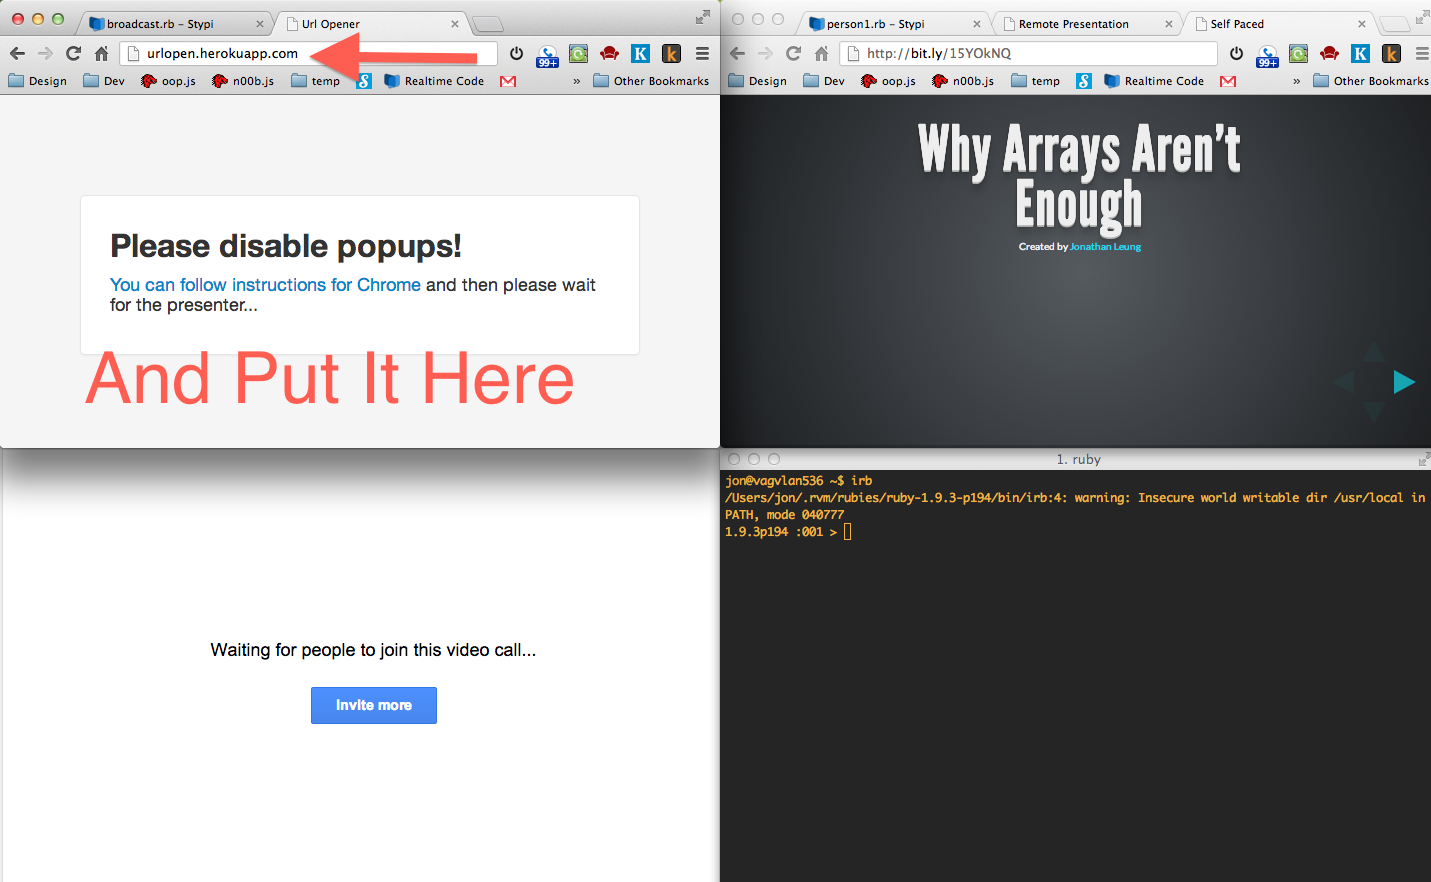 broadcast.rb – Stypi
Url Opener
urlopen.herokuapp.com
99+
Design
Dev
oop.js
n00b.js
temp
Realtime Code
»
Other Bookmarks
Please disable popups!
You can follow instructions for Chrome and then please wait
for the presenter...
And Put It Here
person1.rb – Stypi
Remote Presentation
Self Paced
http://bit.ly/15YOkNQ
99+
Design
Dev
oop.js
n00b.js
temp
Realtime Code
»
Other Bookmarks
Why Arrays Aren't
Enough
Created by Jonathan Leung
Waiting for people to join this video call...
Invite more
1. ruby
jon@vagvlan536 ~$ irb
/Users/jon/.rvm/rubies/ruby-1.9.3-p194/bin/irb:4: warning: Insecure world writable dir /usr/local in
PATH, mode 040777
1.9.3p194 :001 >